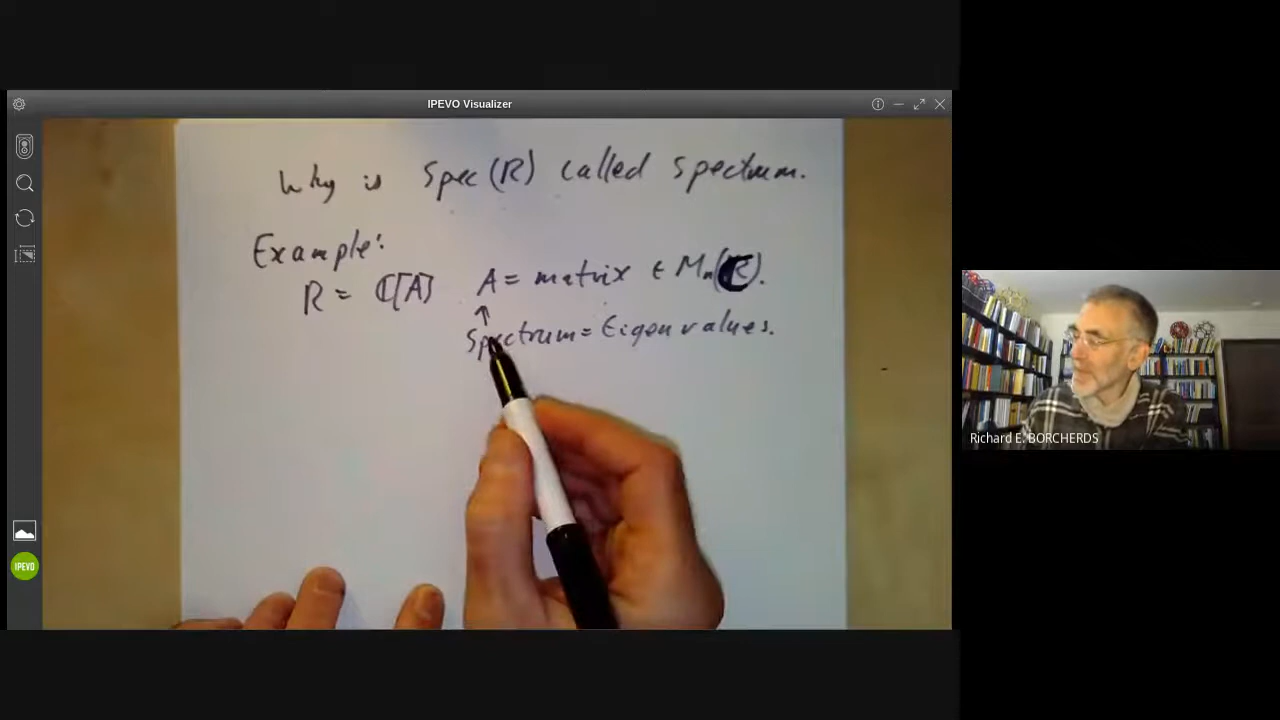 IPEVO Visualizer
Why is Spec(R) called spectrum.
Example:
R = ℂ[A] A = matrix ∈ Mₙ(ℂ).
↑
Spectrum = Eigenvalues.
IPEVO
Richard E. BORCHERDS